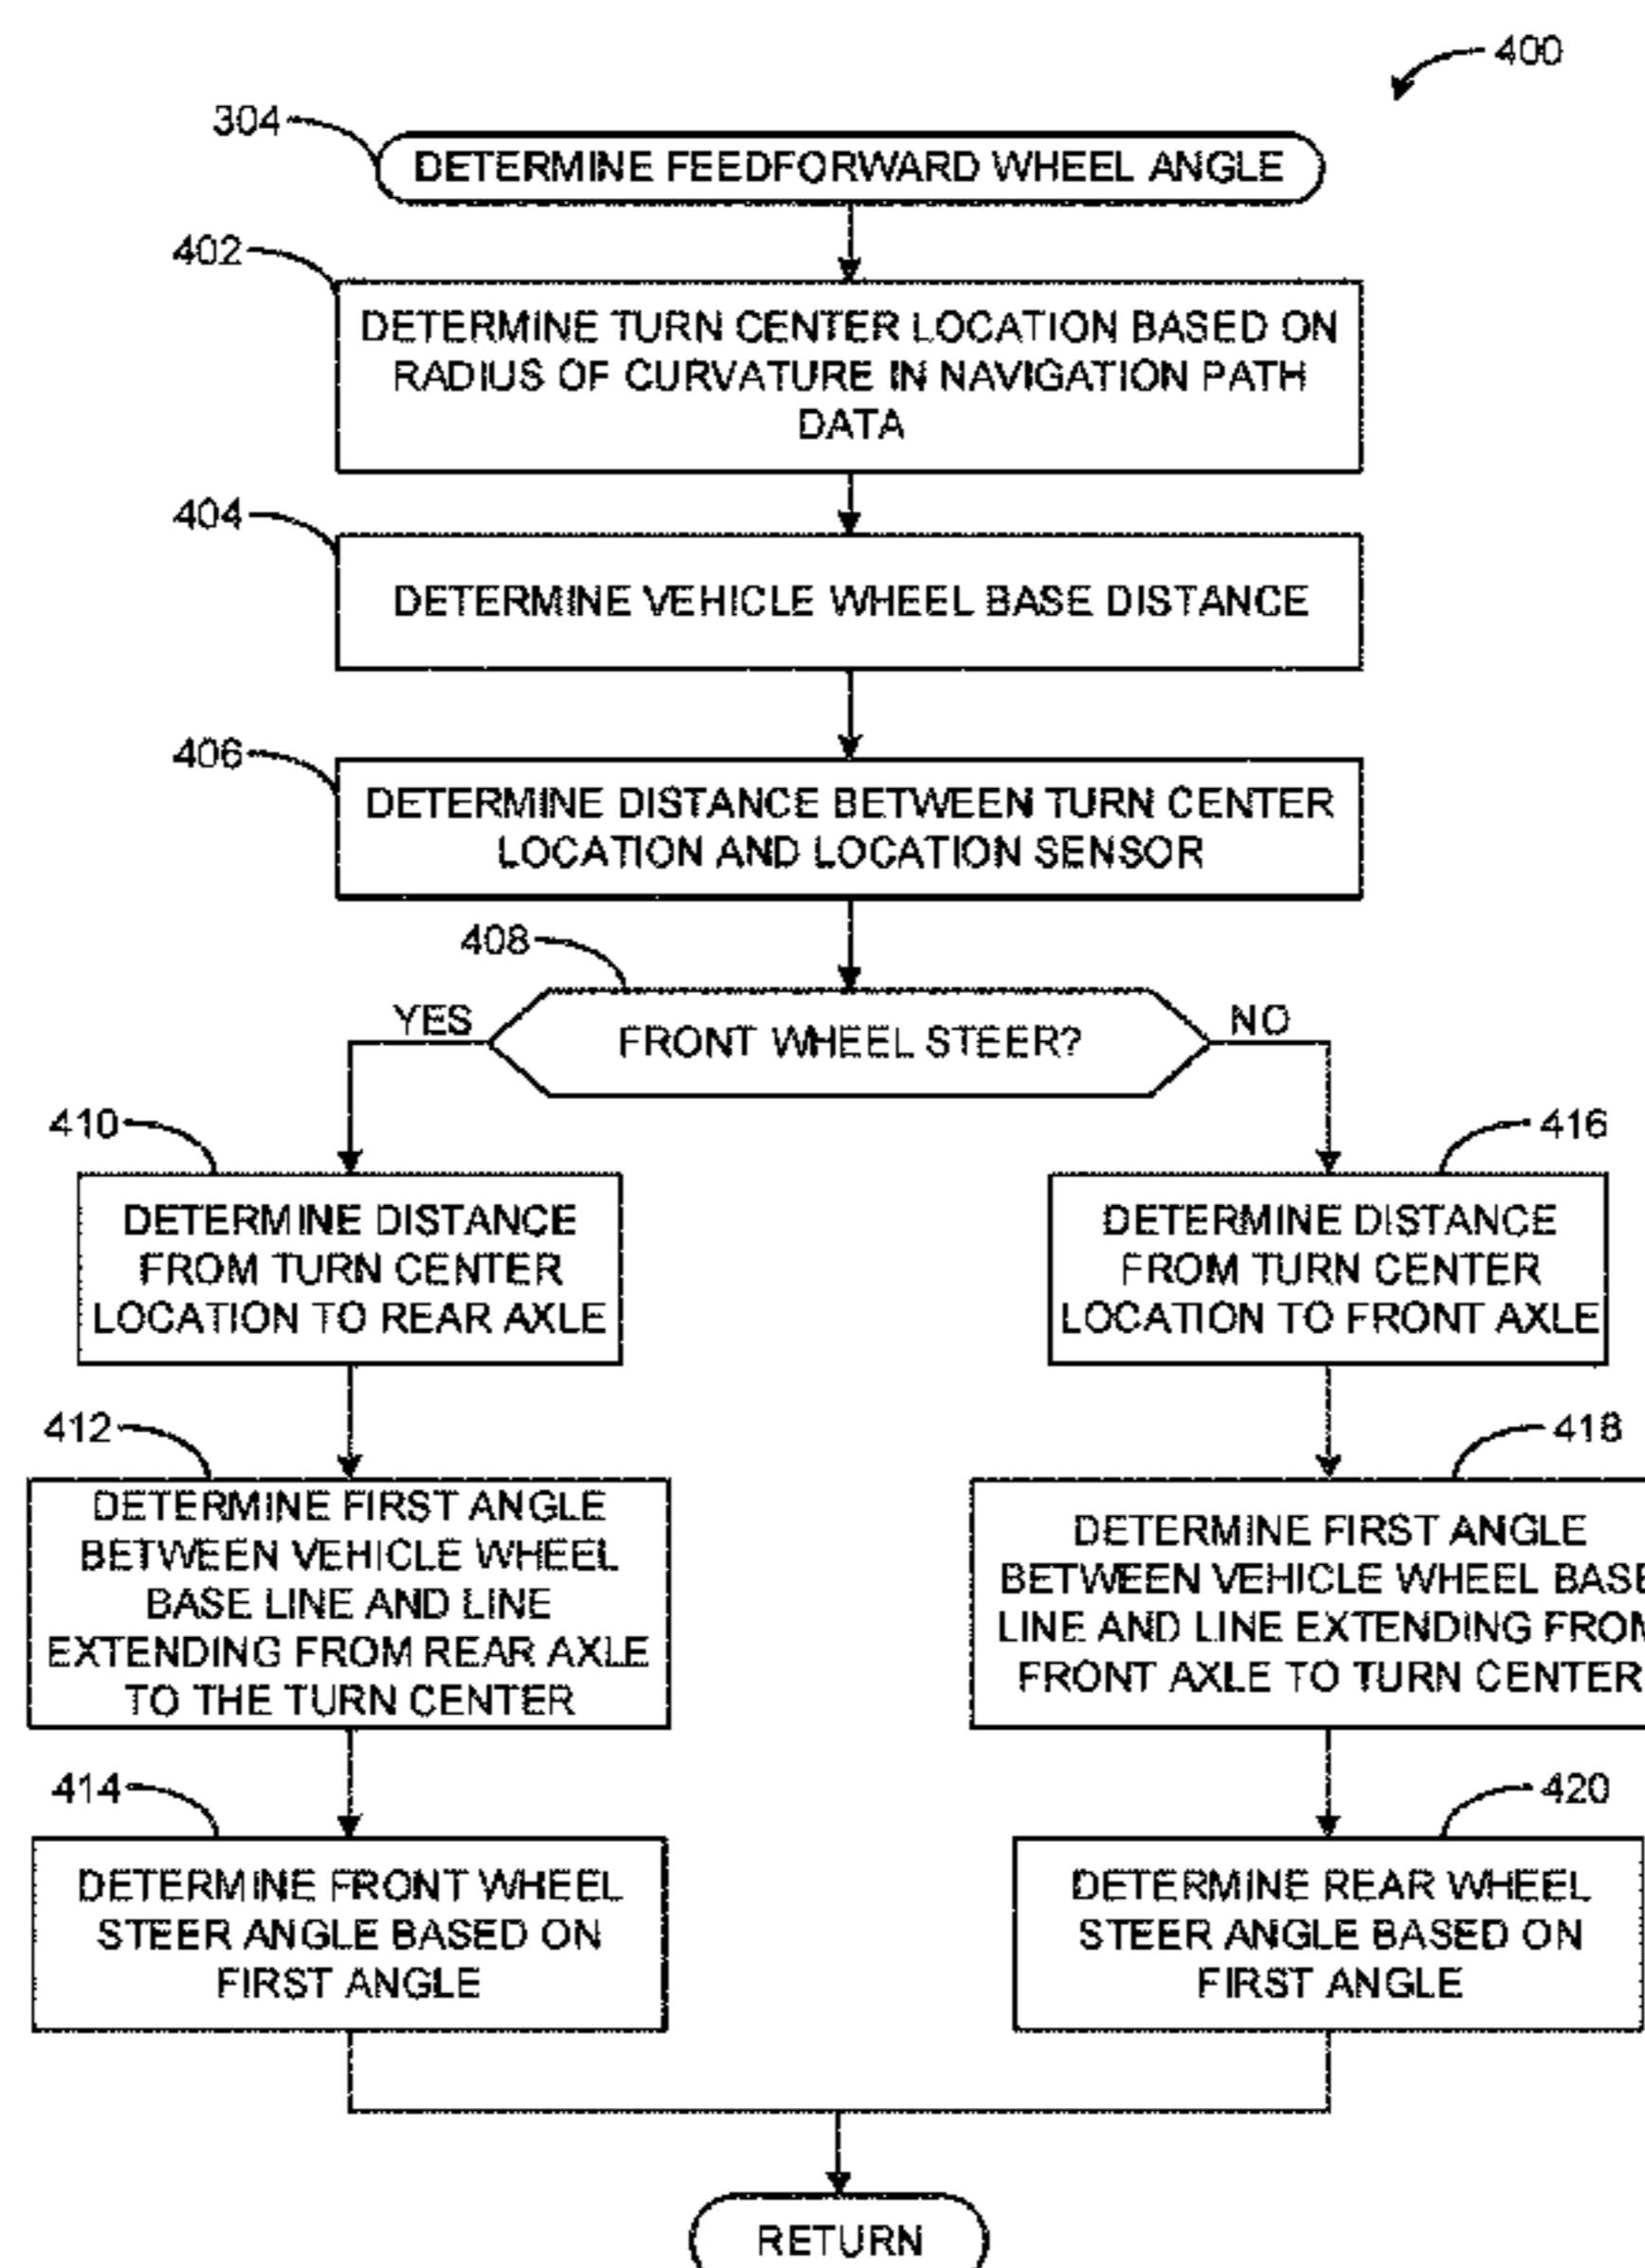 400
304
DETERMINE FEEDFORWARD WHEEL ANGLE
402
DETERMINE TURN CENTER LOCATION BASED ON
RADIUS OF CURVATURE IN NAVIGATION PATH
DATA
404
DETERMINE VEHICLE WHEEL BASE DISTANCE
406
DETERMINE DISTANCE BETWEEN TURN CENTER
LOCATION AND LOCATION SENSOR
408
FRONT WHEEL STEER?
YES
NO
410
DETERMINE DISTANCE
FROM TURN CENTER
LOCATION TO REAR AXLE
412
DETERMINE FIRST ANGLE
BETWEEN VEHICLE WHEEL
BASE LINE AND LINE
EXTENDING FROM REAR AXLE
TO THE TURN CENTER
414
DETERMINE FRONT WHEEL
STEER ANGLE BASED ON
FIRST ANGLE
416
DETERMINE DISTANCE
FROM TURN CENTER
LOCATION TO FRONT AXLE
418
DETERMINE FIRST ANGLE
BETWEEN VEHICLE WHEEL BASE
LINE AND LINE EXTENDING FROM
FRONT AXLE TO TURN CENTER
420
DETERMINE REAR WHEEL
STEER ANGLE BASED ON
FIRST ANGLE
RETURN